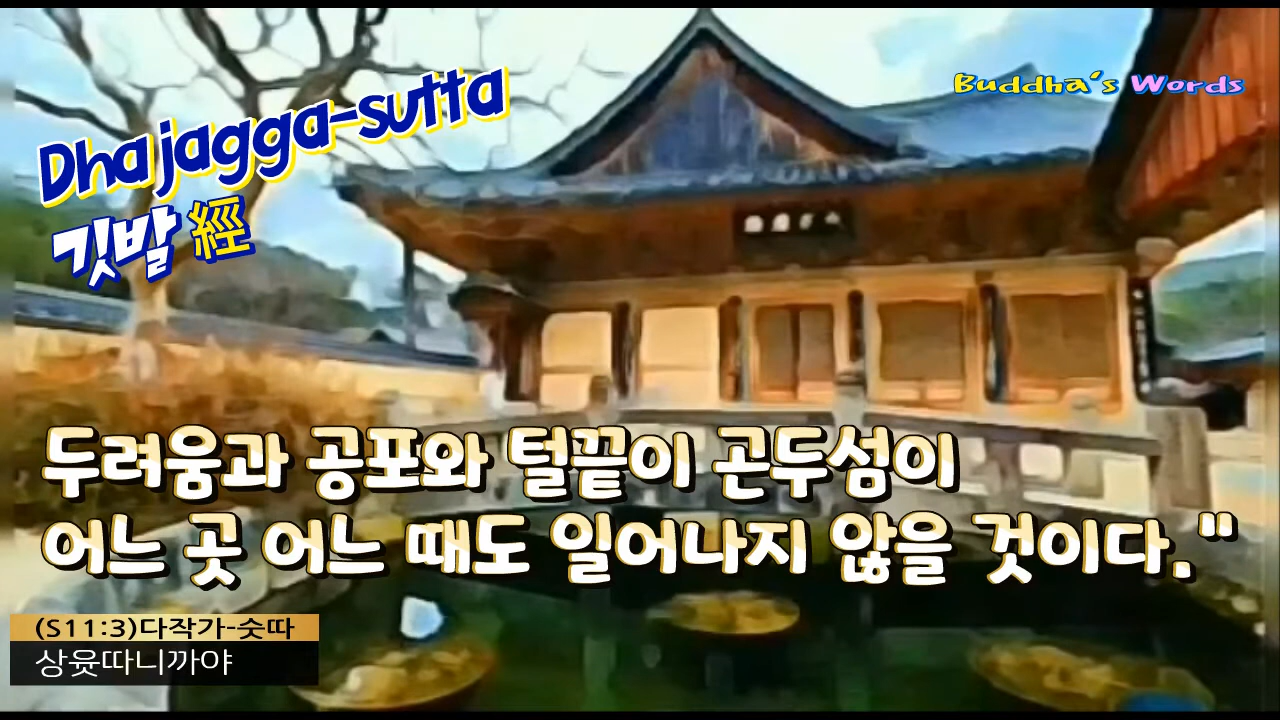 Buddha's Words
Dhajagga-sutta
깃발 經
두려움과 공포와 털끝이 곤두섬이
어느 곳 어느 때도 일어나지 않을 것이다."
(S11:3)다작가-숫따
상윳따니까야